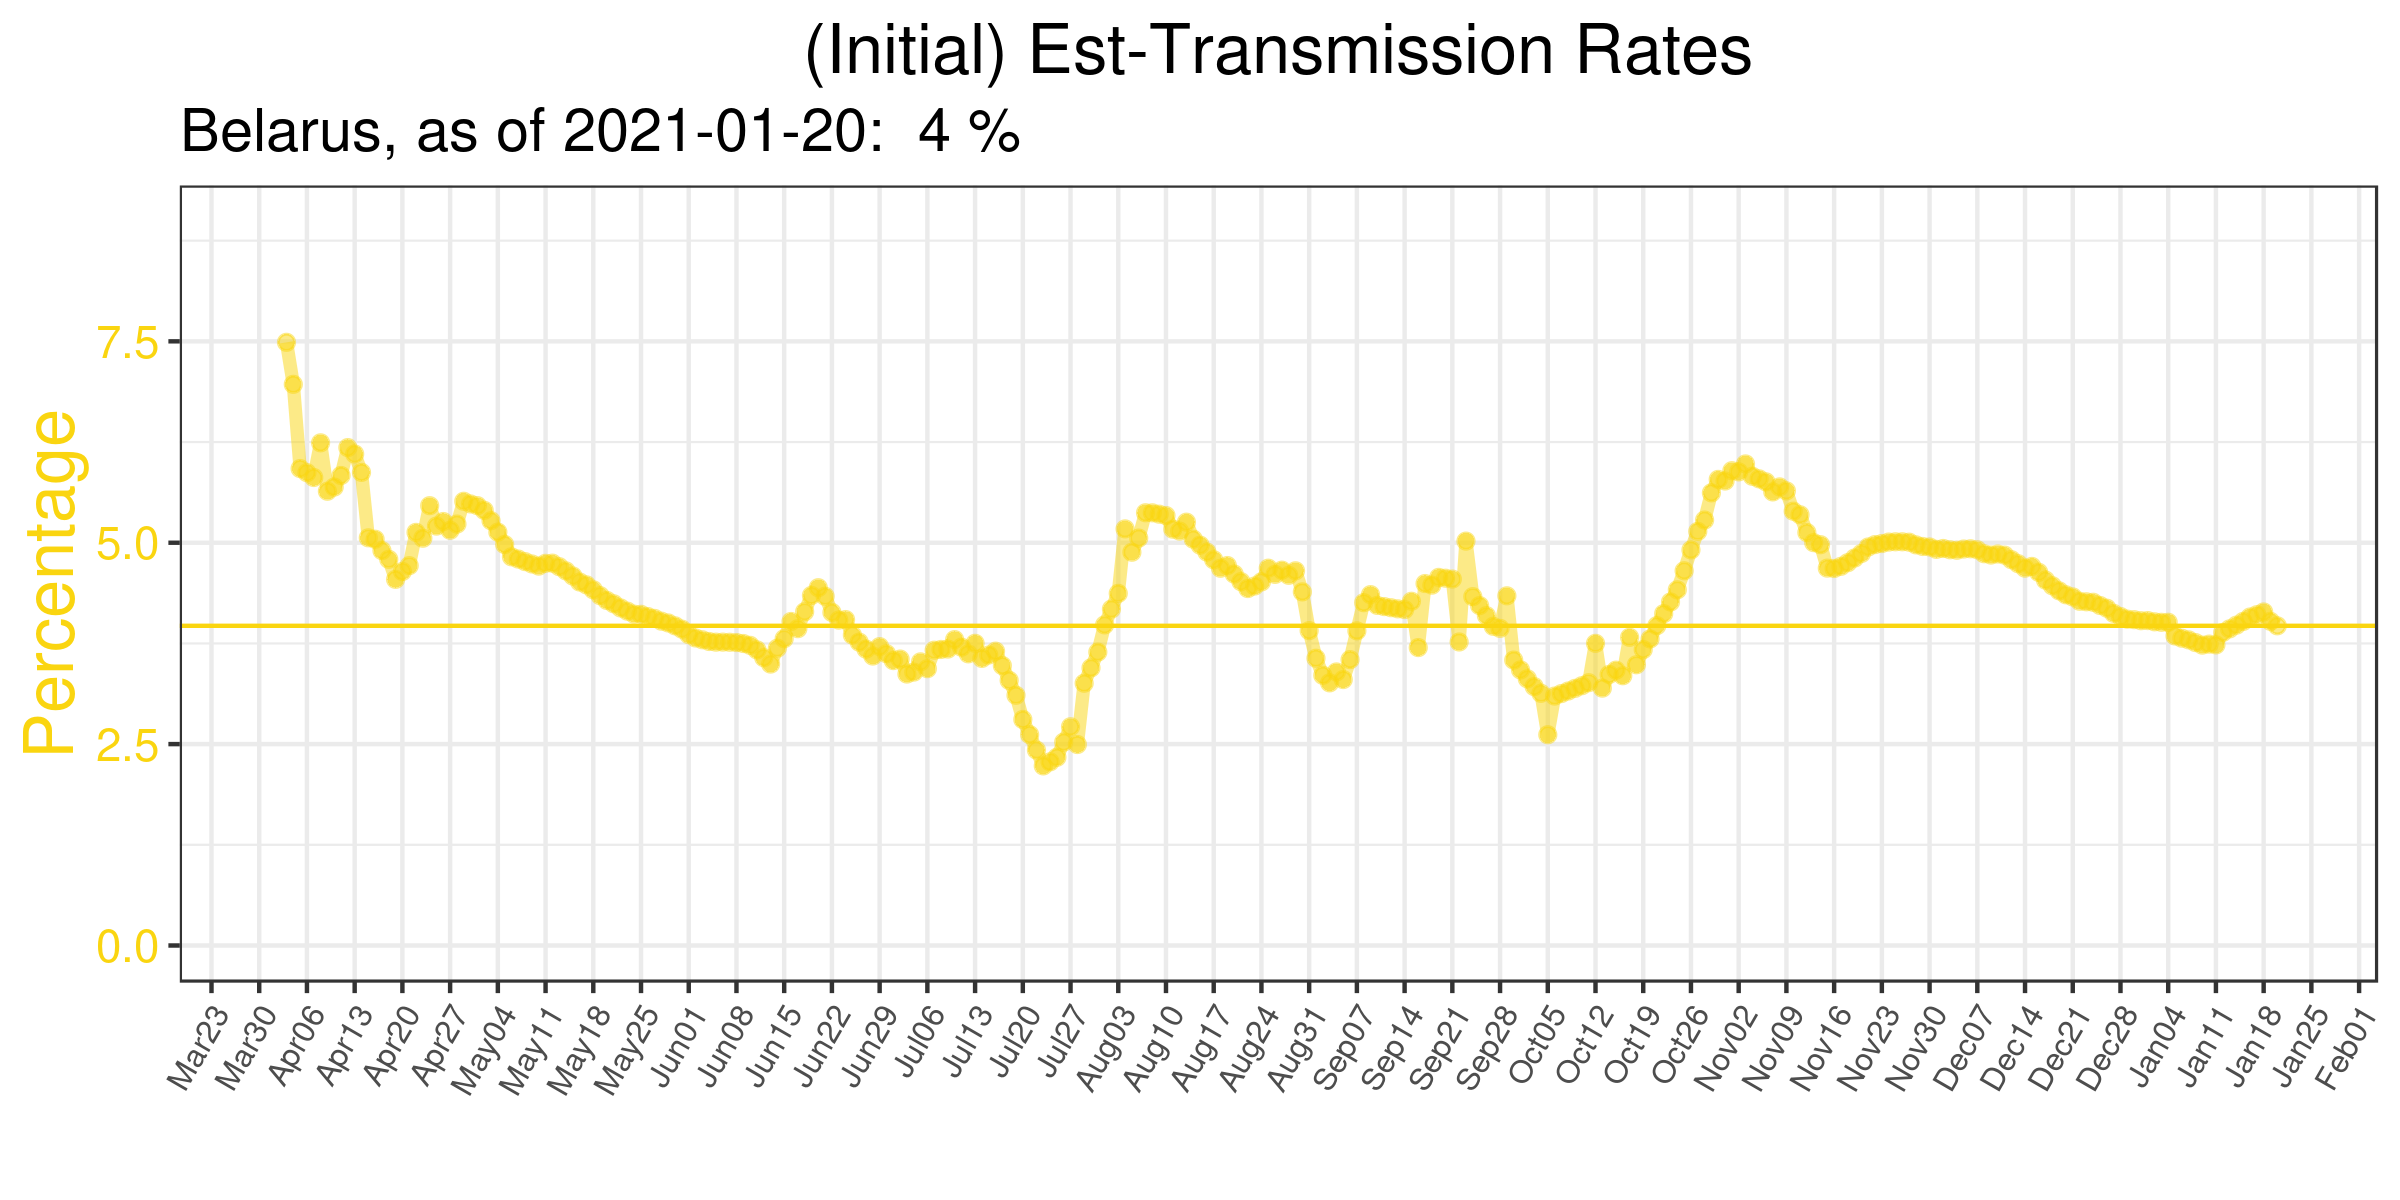 (Initial) Est-Transmission Rates
Belarus, as of 2021-01-20:  4 %
Percentage
7.5
5.0
2.5
0.0
Mar23
Mar30
Apr06
Apr13
Apr20
Apr27
May04
May11
May18
May25
Jun01
Jun08
Jun15
Jun22
Jun29
Jul06
Jul13
Jul20
Jul27
Aug03
Aug10
Aug17
Aug24
Aug31
Sep07
Sep14
Sep21
Sep28
Oct05
Oct12
Oct19
Oct26
Nov02
Nov09
Nov16
Nov23
Nov30
Dec07
Dec14
Dec21
Dec28
Jan04
Jan11
Jan18
Jan25
Feb01